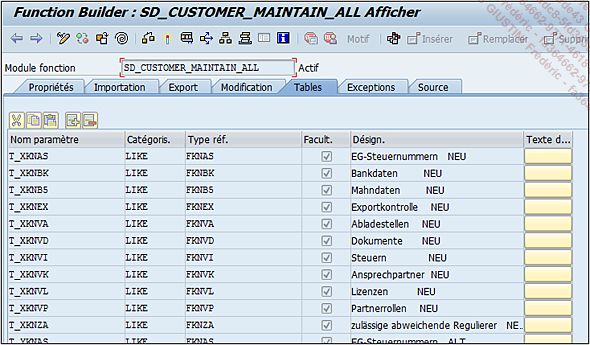 Function Builder : SD_CUSTOMER_MAINTAIN_ALL Afficher
Motif Insérer Remplacer
Module fonction SD_CUSTOMER_MAINTAIN_ALL Actif
Propriétés Importation Export Modification Tables Exceptions Source
Nom paramètre Catégoris. Type réf. Facult. Désign. Texte d...
T_XKNAS LIKE FKNAS EG-Steuernummern NEU
T_XKNBK LIKE FKNBK Bankdaten NEU
T_XKNB5 LIKE FKNB5 Mahndaten NEU
T_XKNEX LIKE FKNEX Exportkontrolle NEU
T_XKNVA LIKE FKNVA Abladestellen NEU
T_XKNVD LIKE FKNVD Dokumente NEU
T_XKNVI LIKE FKNVI Steuern NEU
T_XKNVK LIKE FKNVK Ansprechpartner NEU
T_XKNVL LIKE FKNVL Lizenzen NEU
T_XKNVP LIKE FKNVP Partnerrollen NEU
T_XKNZA LIKE FKNZA zulässige abweichende Regulierer NE...
LIKE FKNAS EG-Steuernummern ALT